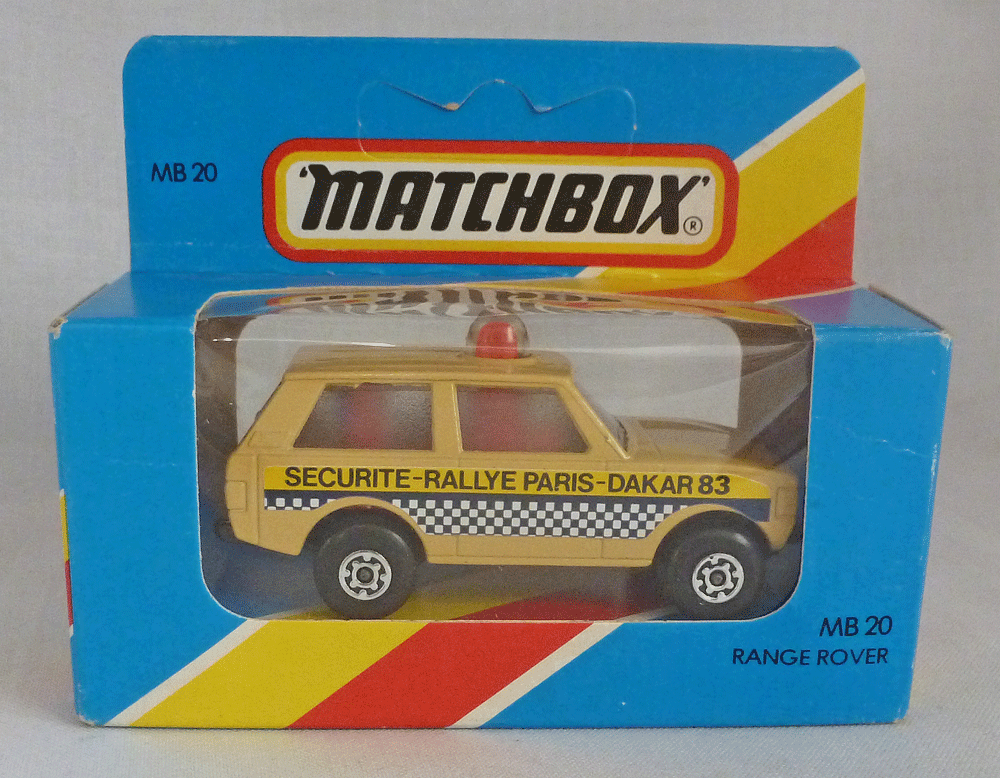 MB 20
'MATCHBOX'®
SECURITE-RALLYE PARIS-DAKAR 83
MB 20
RANGE ROVER